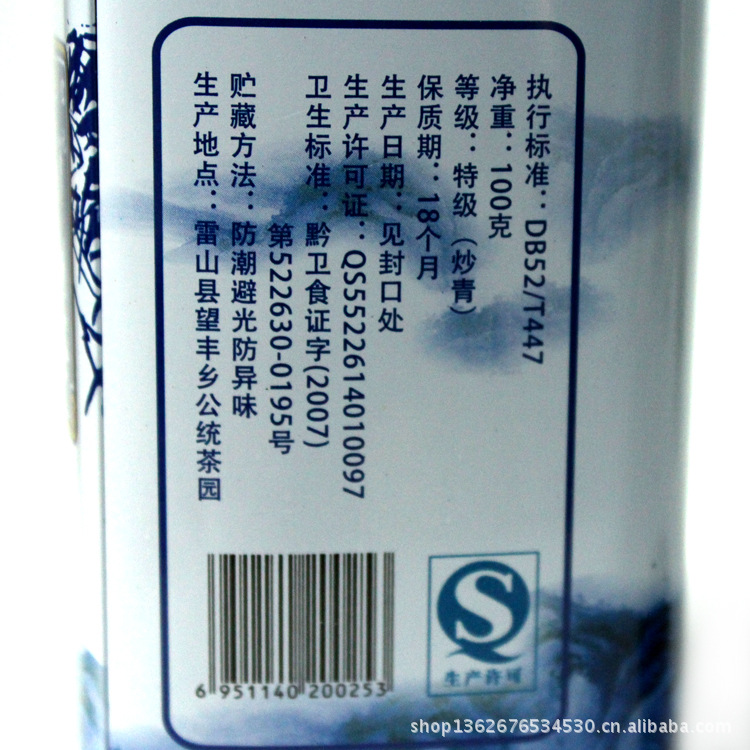 执行标准：DB52/T447
净重：100克
等级：特级（炒青）
保质期：18个月
生产日期：见封口处
生产许可证：QS552261401​0097
卫生标准：黔卫食证字(2007)
第522630-0195号
贮藏方法：防潮避光防异味
生产地点：雷山县望丰乡公统茶园
6 951140 200253
生产许可
shop1362676534530.cn.alibaba.com